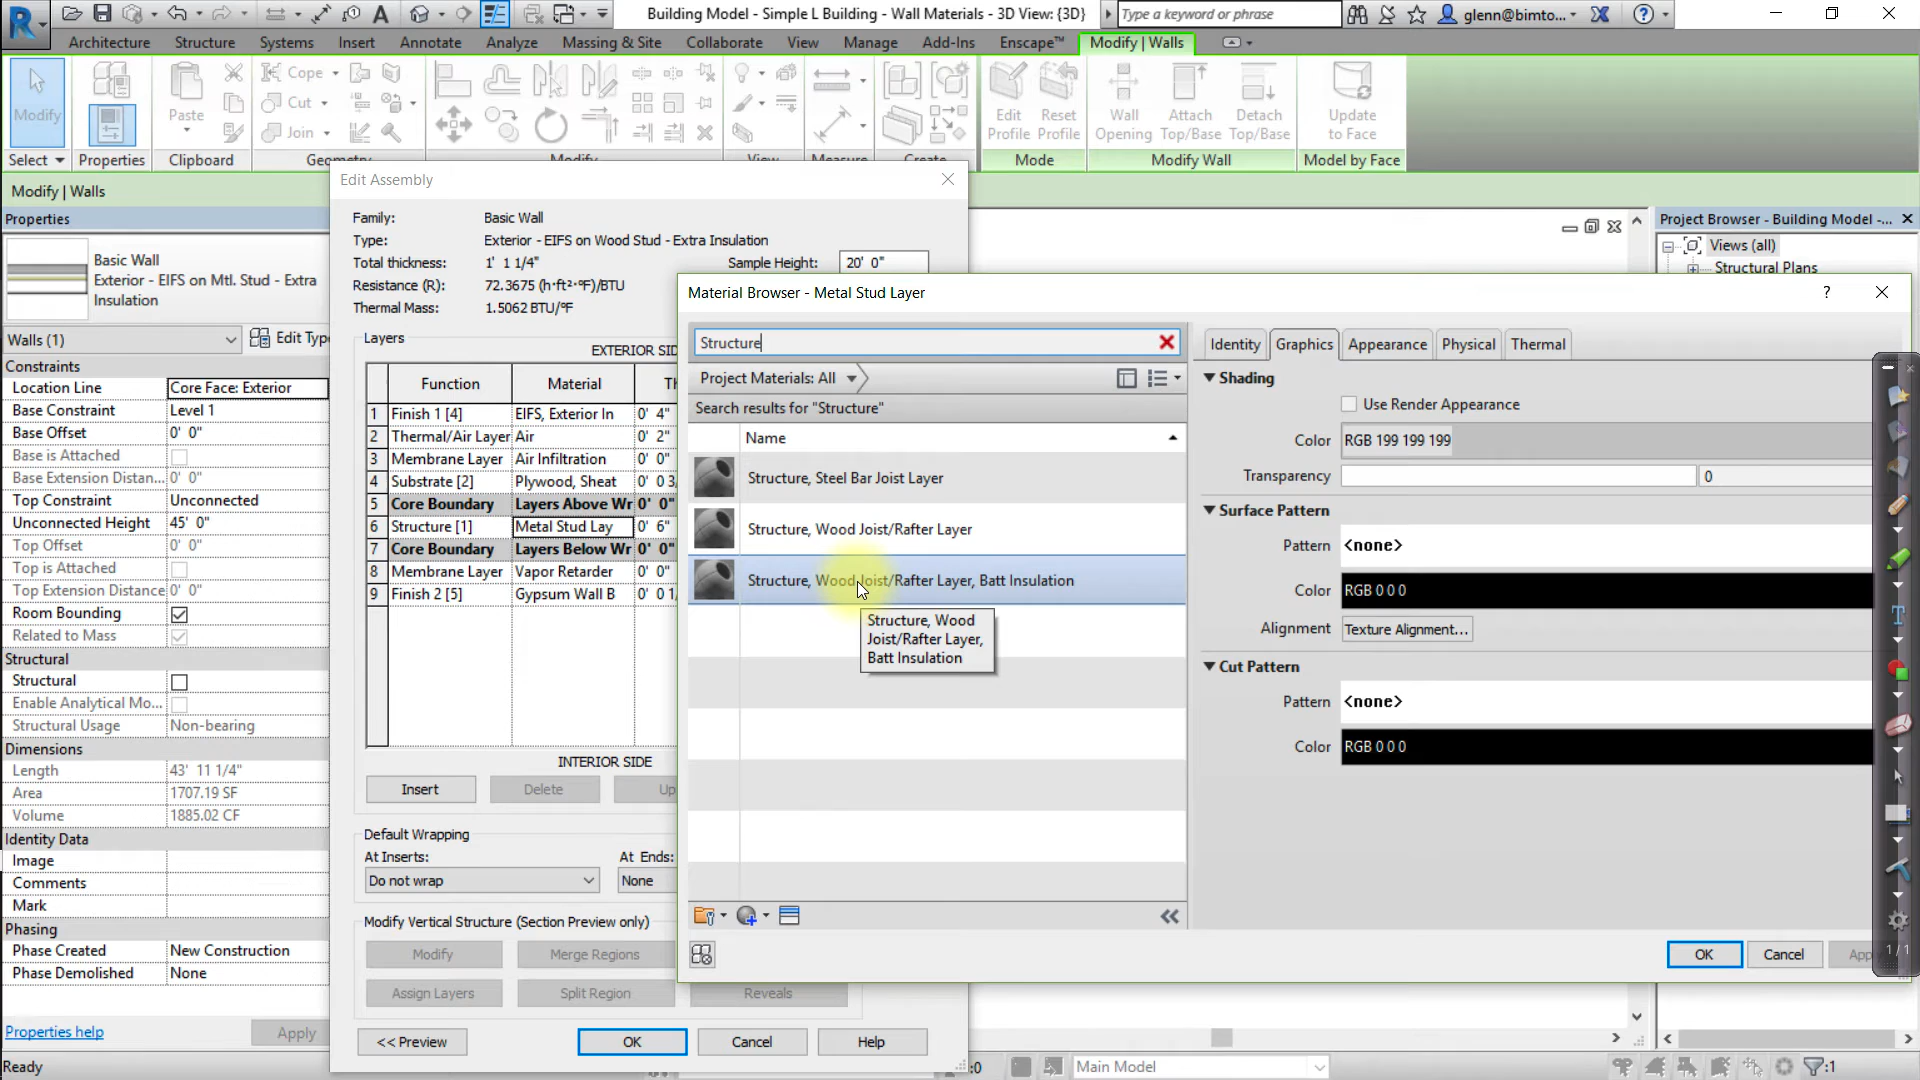 Building Model - Simple L Building - Wall Materials - 3D View: {3D}
Type a keyword or phrase
glenn@bimto...
Architecture Structure Systems Insert Annotate Analyze Massing & Site Collaborate View Manage Add-Ins Enscape™ Modify | Walls
Modify
Paste
Cope
Cut
Join
Edit Profile
Reset Profile
Wall Opening
Attach Top/Base
Detach Top/Base
Update to Face
Select Properties Clipboard Geometry Modify View Measure Create Mode Modify Wall Model by Face
Modify | Walls
Properties
Basic Wall
Exterior - EIFS on Mtl. Stud - Extra
Insulation
Walls (1)
Edit Type
Constraints
Location Line Core Face: Exterior
Base Constraint Level 1
Base Offset 0' 0"
Base is Attached
Base Extension Distan... 0' 0"
Top Constraint Unconnected
Unconnected Height 45' 0"
Top Offset 0' 0"
Top is Attached
Top Extension Distance 0' 0"
Room Bounding
Related to Mass
Structural
Structural
Enable Analytical Mo...
Structural Usage Non-bearing
Dimensions
Length 43' 11 1/4"
Area 1707.19 SF
Volume 1885.02 CF
Identity Data
Image
Comments
Mark
Phasing
Phase Created New Construction
Phase Demolished None
Properties help
Apply
Ready
Edit Assembly
Family: Basic Wall
Type: Exterior - EIFS on Wood Stud - Extra Insulation
Total thickness: 1' 1 1/4" Sample Height: 20' 0"
Resistance (R): 72.3675 (h·ft²·°F)/BTU
Thermal Mass: 1.5062 BTU/°F
Layers
EXTERIOR SID
Function Material Th
1 Finish 1 [4] EIFS, Exterior In 0' 4"
2 Thermal/Air Layer Air 0' 2"
3 Membrane Layer Air Infiltration 0' 0"
4 Substrate [2] Plywood, Sheat 0' 0 3/
5 Core Boundary Layers Above Wr 0' 0"
6 Structure [1] Metal Stud Lay 0' 6"
7 Core Boundary Layers Below Wr 0' 0"
8 Membrane Layer Vapor Retarder 0' 0"
9 Finish 2 [5] Gypsum Wall B 0' 0 1/
INTERIOR SIDE
Insert Delete Up
Default Wrapping
At Inserts: At Ends:
Do not wrap None
Modify Vertical Structure (Section Preview only)
Modify Merge Regions
Assign Layers Split Region Reveals
<< Preview OK Cancel Help
Material Browser - Metal Stud Layer
?
Structure
Project Materials: All
Search results for "Structure"
Name
Structure, Steel Bar Joist Layer
Structure, Wood Joist/Rafter Layer
Structure, Wood Joist/Rafter Layer, Batt Insulation
Structure, Wood
Joist/Rafter Layer,
Batt Insulation
Identity Graphics Appearance Physical Thermal
Shading
Use Render Appearance
Color RGB 199 199 199
Transparency 0
Surface Pattern
Pattern <none>
Color RGB 0 0 0
Alignment Texture Alignment...
Cut Pattern
Pattern <none>
Color RGB 0 0 0
OK Cancel App
1/1
Project Browser - Building Model -...
Views (all)
Structural Plans
:0
Main Model
:1